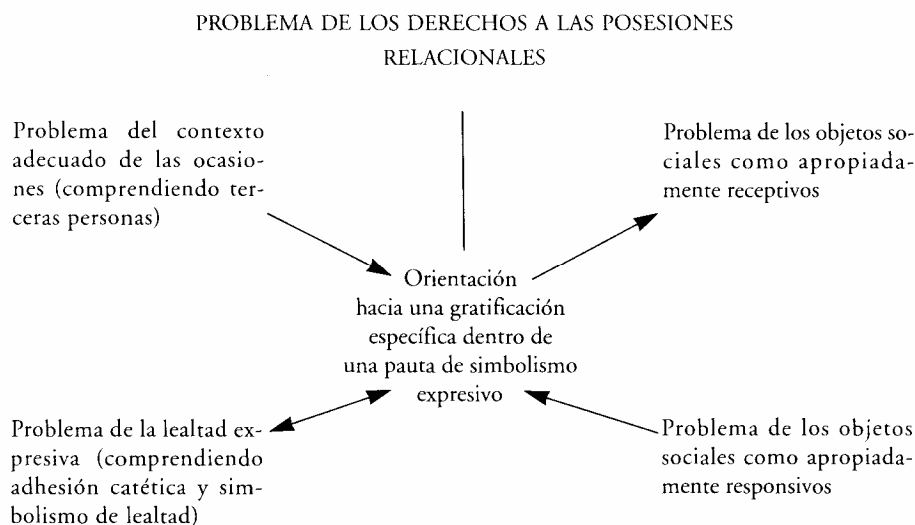 PROBLEMA DE LOS DERECHOS A LAS POSESIONES
RELACIONALES
Problema del contexto
adecuado de las ocasio-
nes (comprendiendo ter-
ceras personas)
Problema de los objetos so-
ciales como apropiada-
mente receptivos
Orientación
hacia una gratificación
específica dentro de
una pauta de simbolismo
expresivo
Problema de la lealtad ex-
presiva (comprendiendo
adhesión catética y sim-
bolismo de lealtad)
Problema de los objetos
sociales como apropiada-
mente responsivos